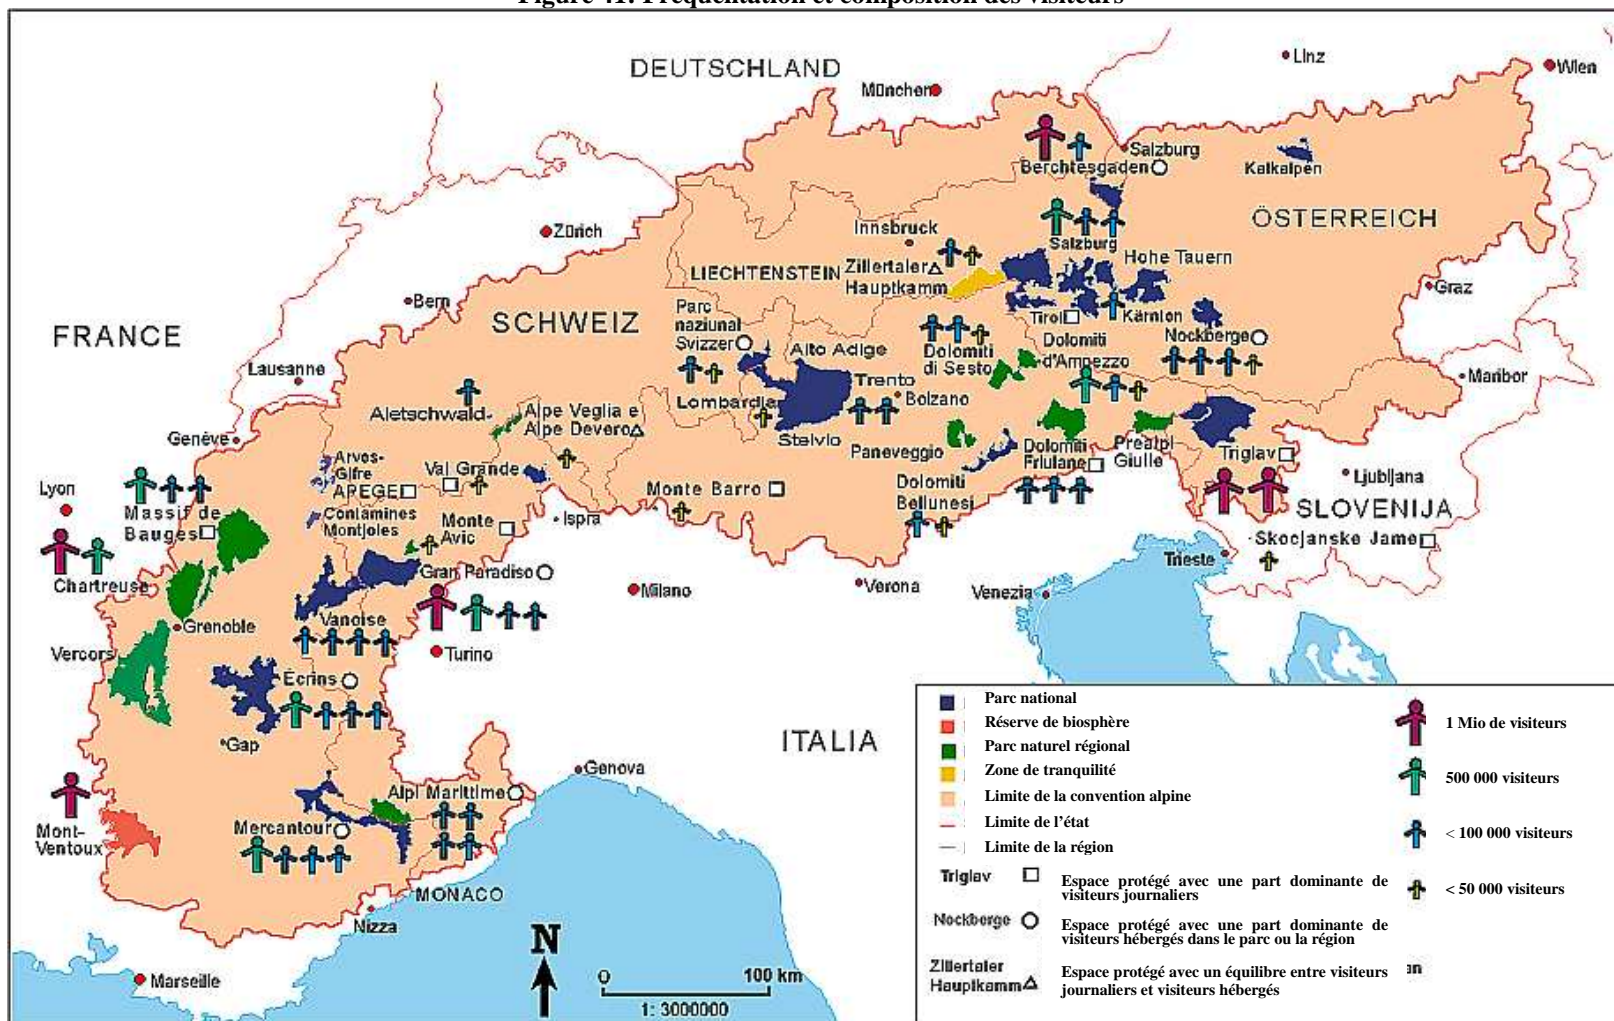 Figure 41: Fréquentation et composition des visiteurs
DEUTSCHLAND
München
Linz
Wien
Salzburg
Berchtesgaden
Kalkalpen
ÖSTERREICH
Zürich
Innsbruck
Salzburg
Hohe Tauern
LIECHTENSTEIN
Zillertaler
Hauptkamm
Graz
Bern
FRANCE
SCHWEIZ
Parc
naziunal
Svizzer
Tirol
Kärnten
Nockberge
Alto Adige
Dolomiti
di Sesto
Dolomiti
d'Ampezzo
Lausanne
Trento
Maribor
Aletschwald
Alpe Veglia e
Alpe Devero
Lombardia
Bolzano
Genève
Stelvio
Paneveggio
Dolomiti
Friulane
Prealpi
Giulie
Triglav
Ljubljana
Arves-
Gifre
APEGE
Val Grande
Dolomiti
Bellunesi
Lyon
Monte Barro
SLOVENIJA
Massif de
Bauges
Contamines
Montjoies
Monte
Avic
Ispra
Skocjanske Jame
Trieste
Chartreuse
Gran Paradiso
Milano
Verona
Venezia
Grenoble
Vanoise
Vercors
Turino
Écrins
Gap
ITALIA
Genova
Mont-
Ventoux
Alpi Marittime
Mercantour
MONACO
Nizza
Marseille
N
0 100 km
1: 3000000
Parc national
Réserve de biosphère
Parc naturel régional
Zone de tranquilité
Limite de la convention alpine
Limite de l'état
Limite de la région
Triglav
Espace protégé avec une part dominante de
visiteurs journaliers
Nockberge
Espace protégé avec une part dominante de
visiteurs hébergés dans le parc ou la région
Zillertaler
Hauptkamm
Espace protégé avec un équilibre entre visiteurs
journaliers et visiteurs hébergés
1 Mio de visiteurs
500 000 visiteurs
< 100 000 visiteurs
< 50 000 visiteurs